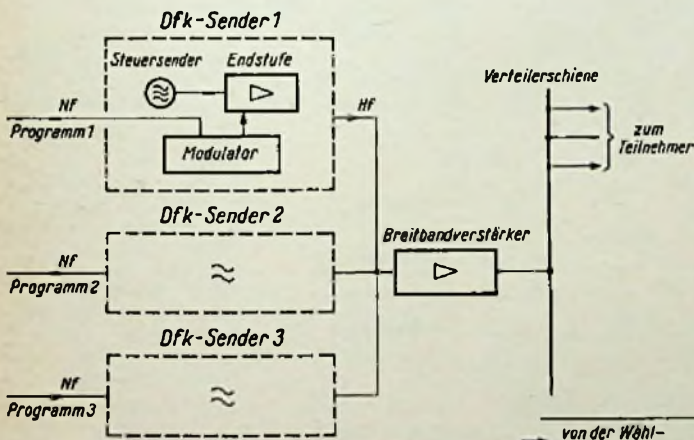 Dfk-Sender 1
Steuersender
Endstufe
Nf
Programm 1
Modulator
Hf
Verteilerschiene
zum
Teilnehmer
Dfk-Sender 2
Nf
Programm 2
Breitbandverstärker
Dfk-Sender 3
Nf
Programm 3
von der Wähl-